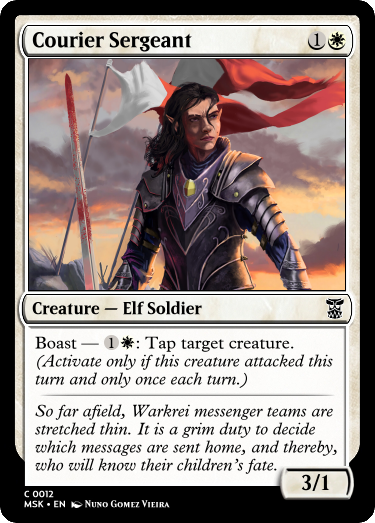 Courier Sergeant 1
Creature — Elf Soldier
Boast — 1: Tap target creature.
(Activate only if this creature attacked this
turn and only once each turn.)
So far afield, Warkrei messenger teams are
stretched thin. It is a grim duty to decide
which messages are sent home, and thereby,
who will know their children's fate.
3/1
C 0012
MSK • EN Nuno Gomez Vieira